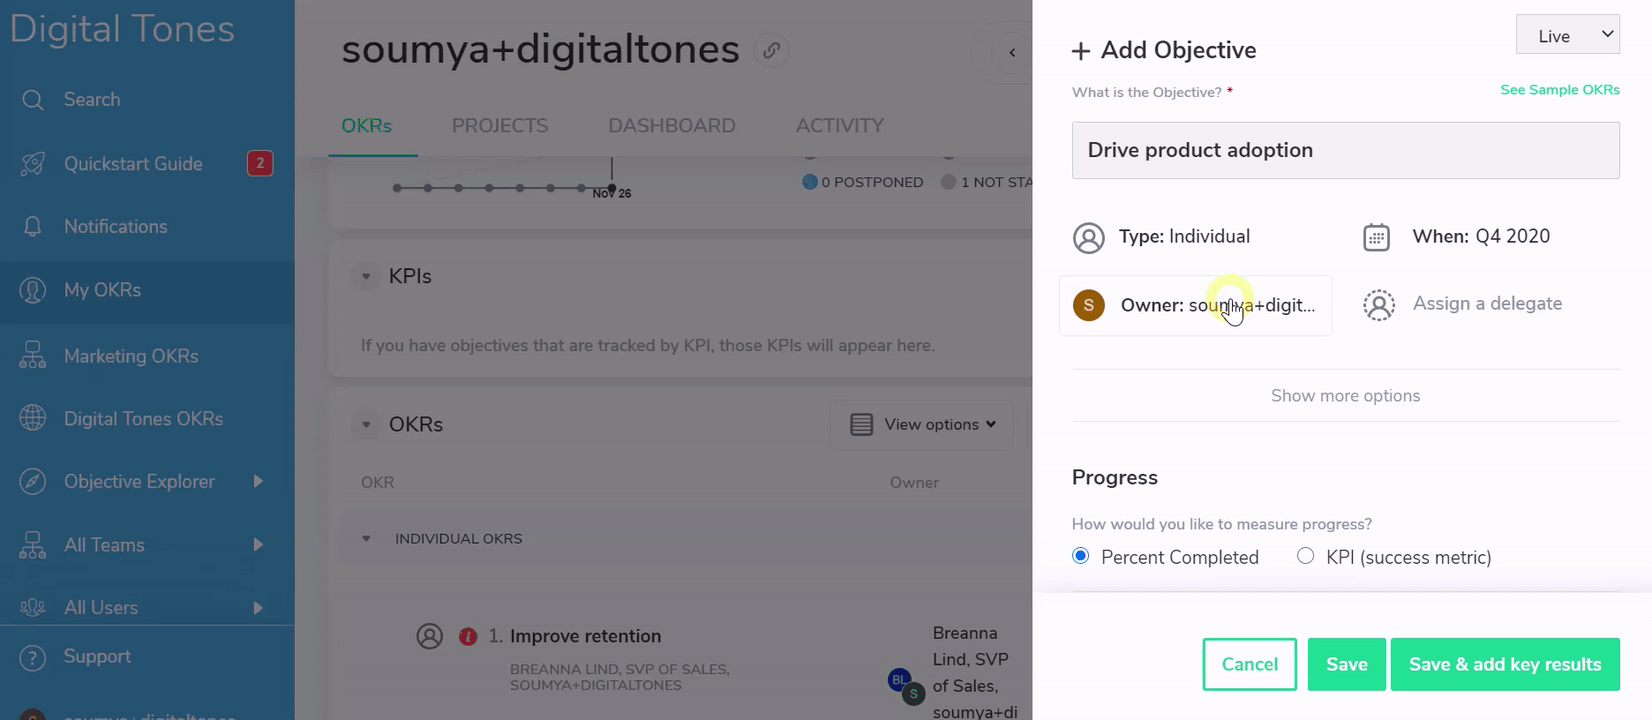 Digital Tones
Search
Quickstart Guide 2
Notifications
My OKRs
Marketing OKRs
Digital Tones OKRs
Objective Explorer
All Teams
All Users
Support
soumya+digitaltones
OKRs PROJECTS DASHBOARD ACTIVITY
Nov 26
0 POSTPONED 1 NOT STA
KPIs
If you have objectives that are tracked by KPI, those KPIs will appear here.
OKRs View options
OKR Owner
INDIVIDUAL OKRS
1. Improve retention
BREANNA LIND, SVP OF SALES,
SOUMYA+DIGITALTONES
Breanna
Lind, SVP
of Sales,
soumya+di
BL
S
Live
+ Add Objective
What is the Objective? *
See Sample OKRs
Drive product adoption
Type: Individual When: Q4 2020
S Owner: soumya+digit... Assign a delegate
Show more options
Progress
How would you like to measure progress?
Percent Completed KPI (success metric)
Cancel Save Save & add key results